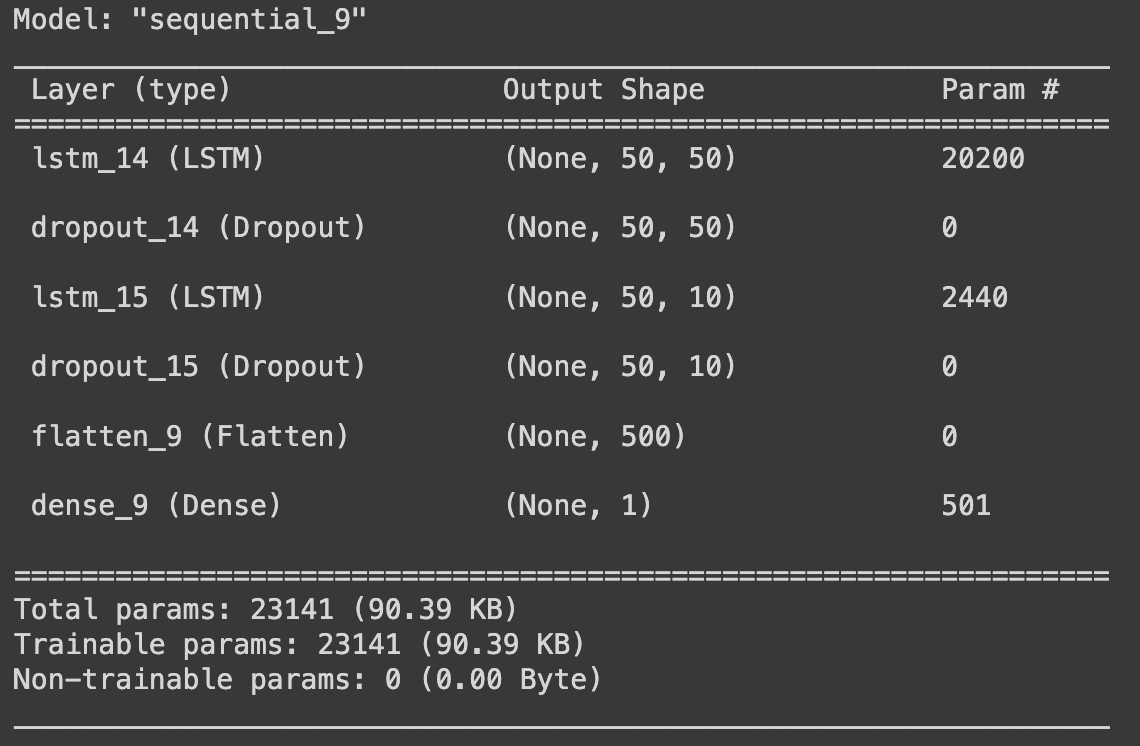 Model: "sequential_9"
Layer (type) Output Shape Param #
lstm_14 (LSTM) (None, 50, 50) 20200
dropout_14 (Dropout) (None, 50, 50) 0
lstm_15 (LSTM) (None, 50, 10) 2440
dropout_15 (Dropout) (None, 50, 10) 0
flatten_9 (Flatten) (None, 500) 0
dense_9 (Dense) (None, 1) 501
Total params: 23141 (90.39 KB)
Trainable params: 23141 (90.39 KB)
Non-trainable params: 0 (0.00 Byte)